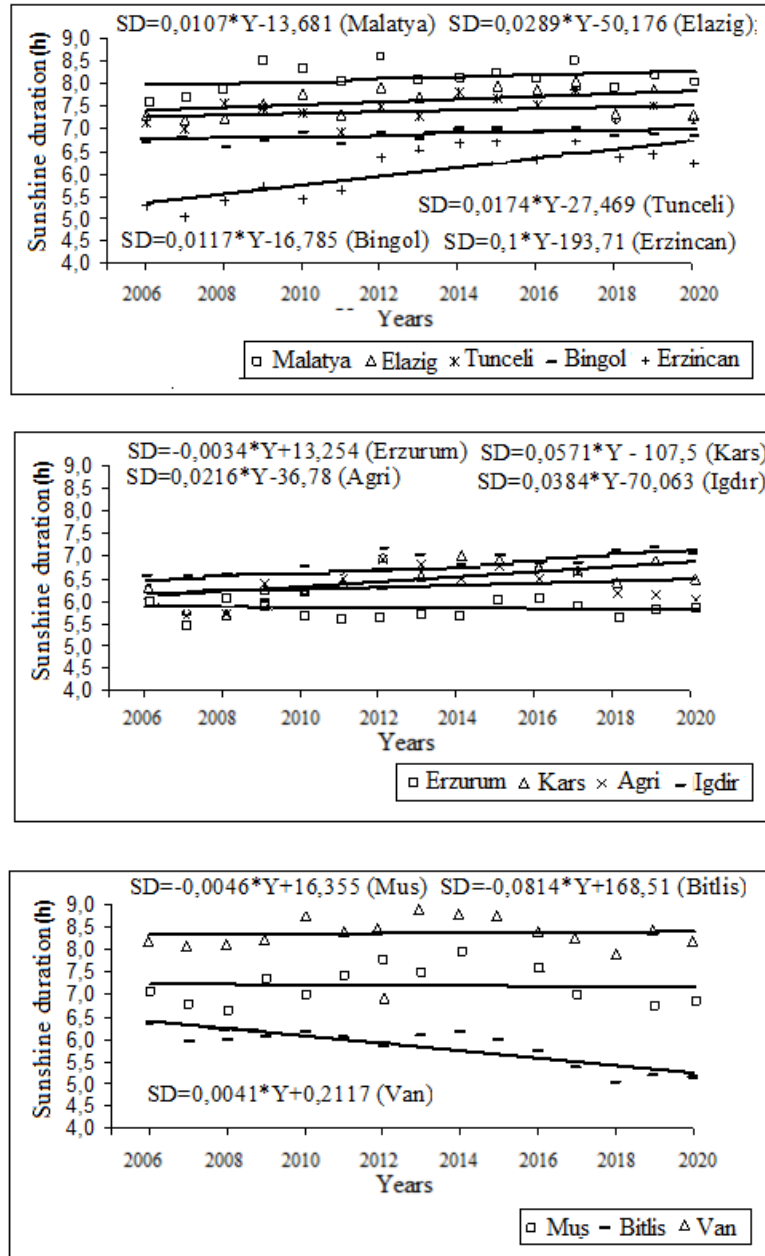 SD=0,0107*Y-13,681 (Malatya) SD=0,0289*Y-50,176 (Elazig);
9,0
8,5
8,0
7,5
7,0
6,5
6,0
5,5
5,0
4,5
4,0
Sunshine duration(h)
SD=0,0174*Y-27,469 (Tunceli)
SD=0,0117*Y-16,785 (Bingol) SD=0,1*Y-193,71 (Erzincan)
2006 2008 2010 2012 2014 2016 2018 2020
Years
Malatya Elazig Tunceli Bingol Erzincan
SD=-0,0034*Y+13,254 (Erzurum) SD=0,0571*Y - 107,5 (Kars)
SD=0,0216*Y-36,78 (Agri) SD=0,0384*Y-70,063 (Igdır)
9,0
8,5
8,0
7,5
7,0
6,5
6,0
5,5
5,0
4,5
4,0
Sunshine duration(h)
2006 2008 2010 2012 2014 2016 2018 2020
Years
Erzurum Kars Agri Igdir
SD=-0,0046*Y+16,355 (Mus) SD=-0,0814*Y+168,51 (Bitlis)
9,0
8,5
8,0
7,5
7,0
6,5
6,0
5,5
5,0
4,5
4,0
Sunshine duration(h)
SD=0,0041*Y+0,2117 (Van)
2006 2008 2010 2012 2014 2016 2018 2020
Years
Muş Bitlis Van